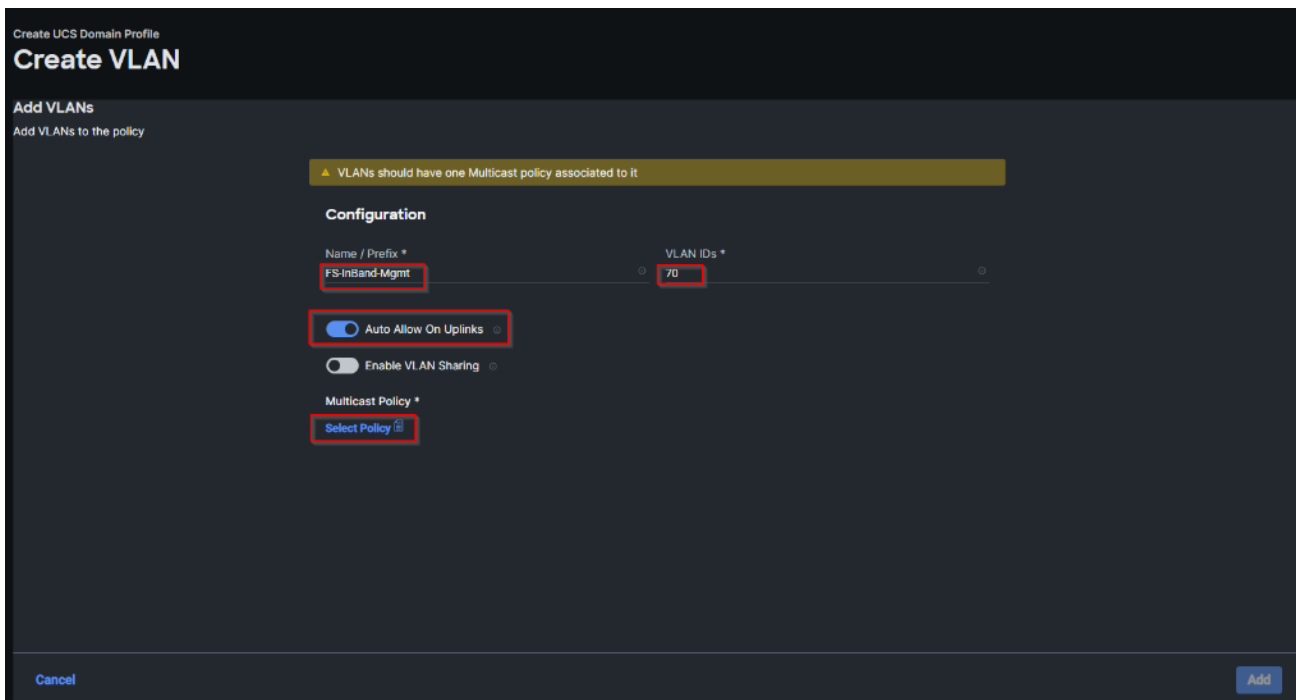 Create UCS Domain Profile
Create VLAN
Add VLANs
Add VLANs to the policy
VLANs should have one Multicast policy associated to it
Configuration
Name / Prefix *
VLAN IDs *
FS-InBand-Mgmt
70
Auto Allow On Uplinks
Enable VLAN Sharing
Multicast Policy *
Select Policy
Cancel
Add